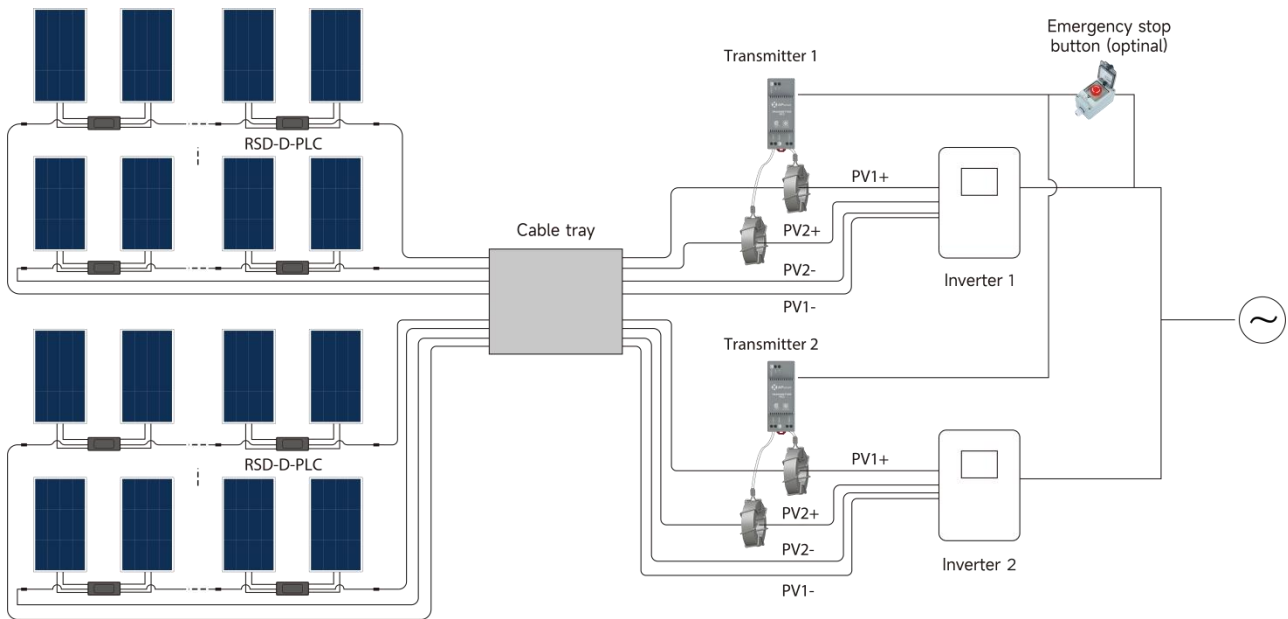 Emergency stop
button (optinal)
Transmitter 1
RSD-D-PLC
PV1+
Cable tray
PV2+
PV2-
Inverter 1
PV1-
Transmitter 2
RSD-D-PLC
PV1+
PV2+
PV2-
Inverter 2
PV1-